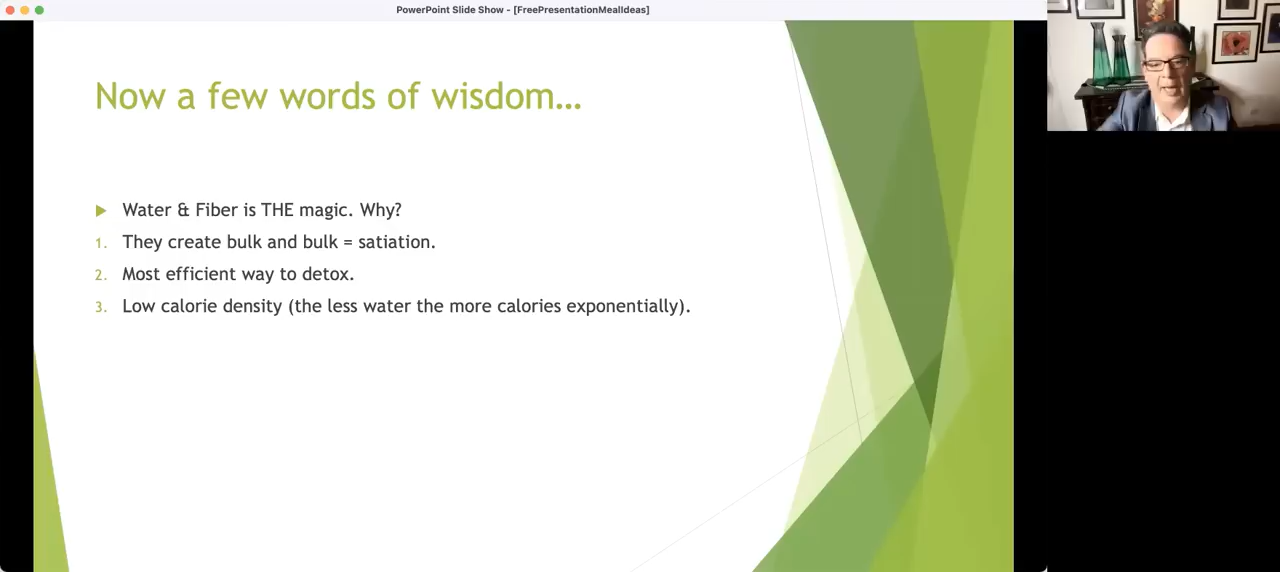 PowerPoint Slide Show - [FreePresentationMealIdeas]
Now a few words of wisdom...
Water & Fiber is THE magic. Why?
1. They create bulk and bulk = satiation.
2. Most efficient way to detox.
3. Low calorie density (the less water the more calories exponentially).